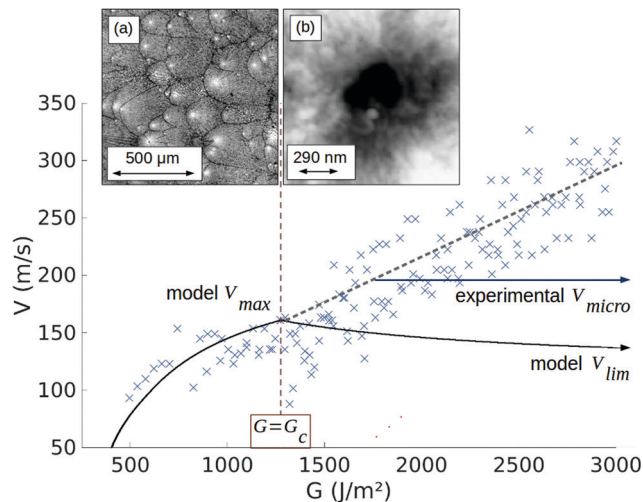 (a)
(b)
500 µm
290 nm
350
300
250
200
150
100
50
V (m/s)
model V_max
experimental V_micro
model V_lim
G=G_c
500
1000
1500
2000
2500
3000
G (J/m²)